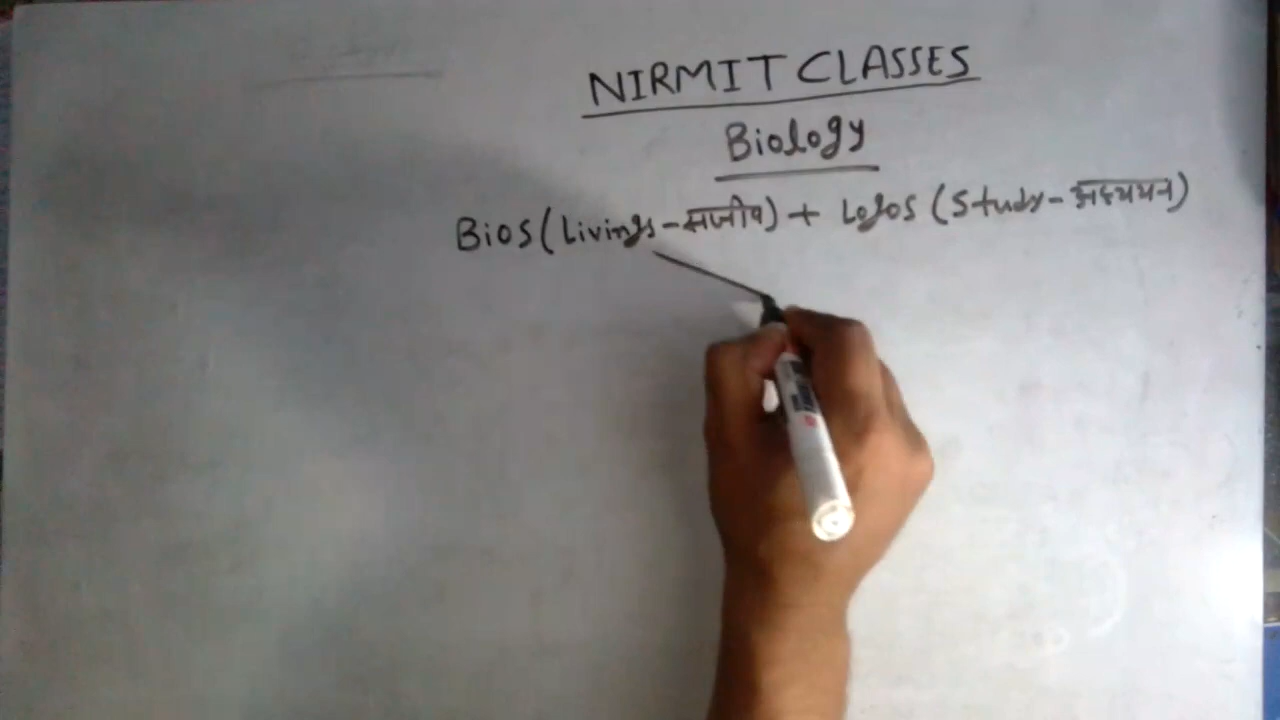 NIRMIT CLASSES
Biology
Bios (Livings - सजीव) + Logos (Study - अध्ययन)